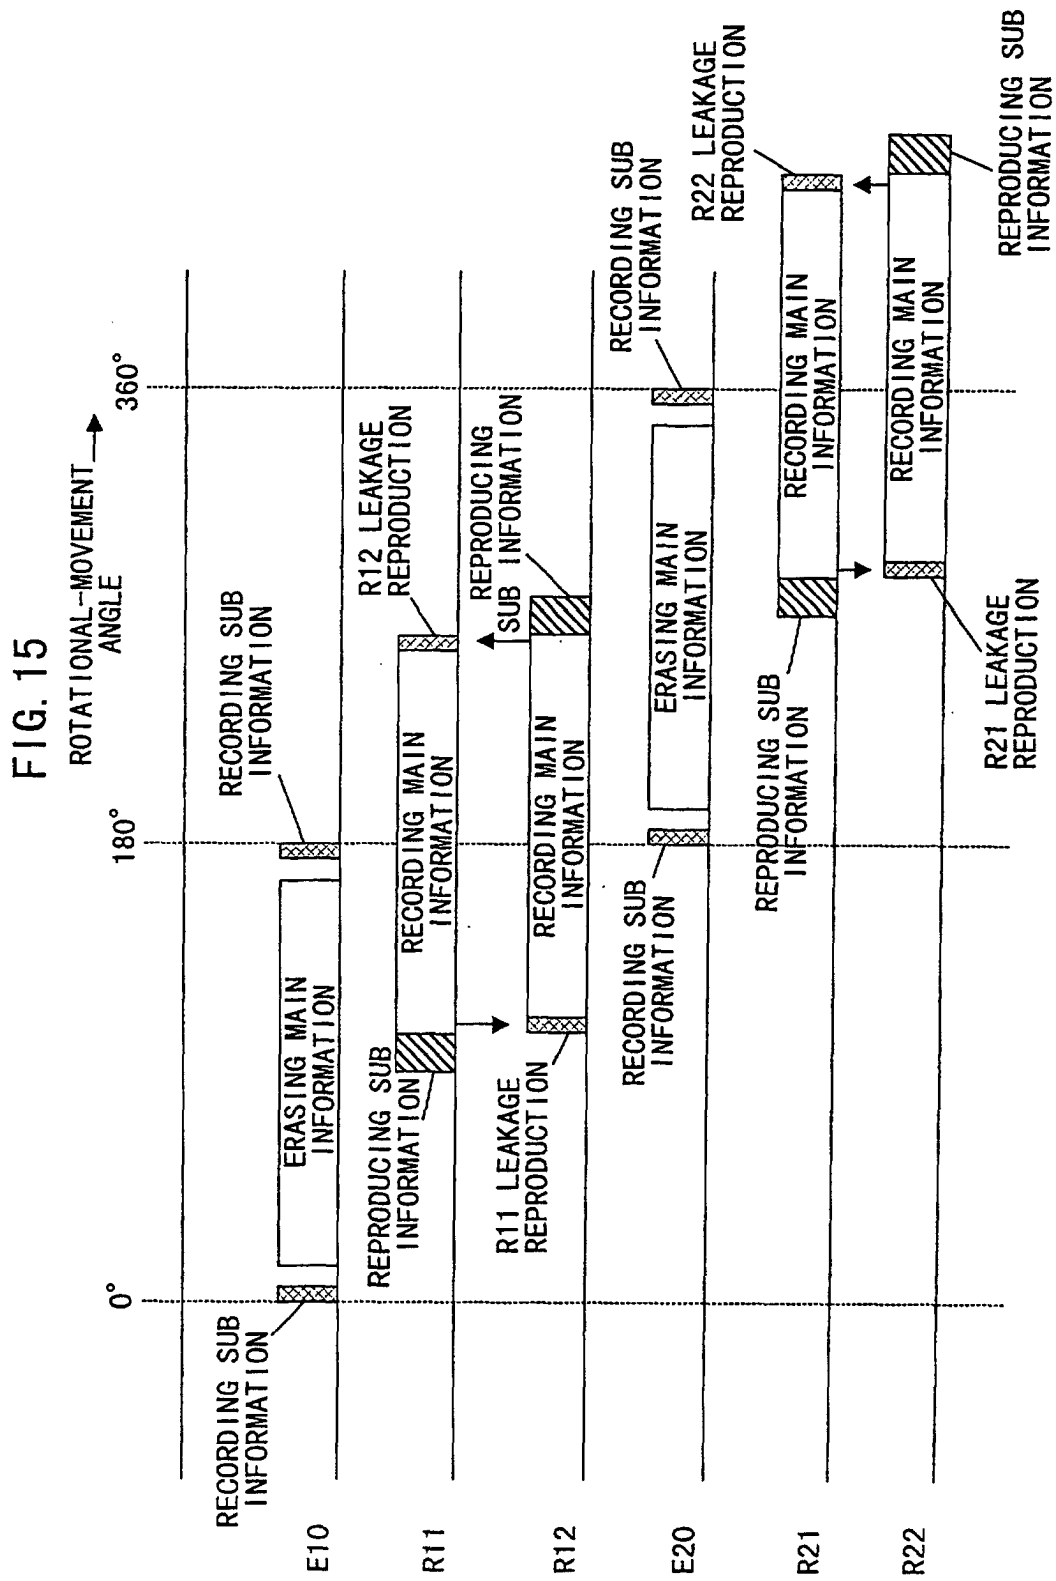 FIG. 15
ROTATIONAL-MOVEMENT
ANGLE
0°
180°
360°
E10
RECORDING SUB
INFORMATION
ERASING MAIN
INFORMATION
RECORDING SUB
INFORMATION
R11
REPRODUCING SUB
INFORMATION
RECORDING MAIN
INFORMATION
R12 LEAKAGE
REPRODUCTION
R12
R11 LEAKAGE
REPRODUCTION
RECORDING MAIN
INFORMATION
REPRODUCING
SUB INFORMATION
E20
RECORDING SUB
INFORMATION
ERASING MAIN
INFORMATION
RECORDING SUB
INFORMATION
R21
REPRODUCING SUB
INFORMATION
RECORDING MAIN
INFORMATION
R22 LEAKAGE
REPRODUCTION
R22
R21 LEAKAGE
REPRODUCTION
RECORDING MAIN
INFORMATION
REPRODUCING SUB
INFORMATION